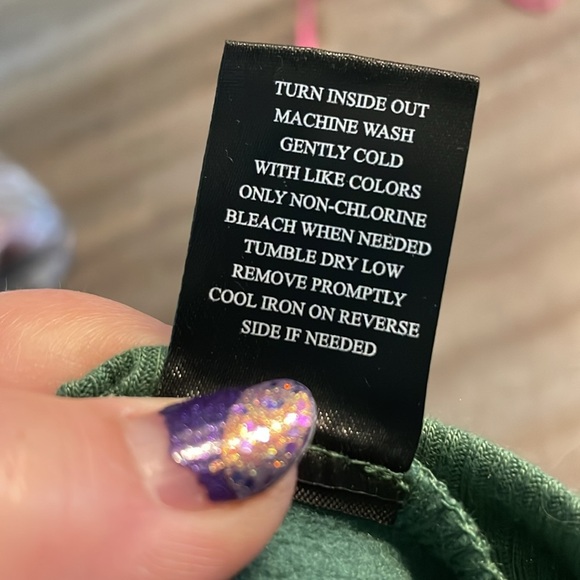 TURN INSIDE OUT
MACHINE WASH
GENTLY COLD
WITH LIKE COLORS
ONLY NON-CHLORINE
BLEACH WHEN NEEDED
TUMBLE DRY LOW
REMOVE PROMPTLY
COOL IRON ON REVERSE
SIDE IF NEEDED